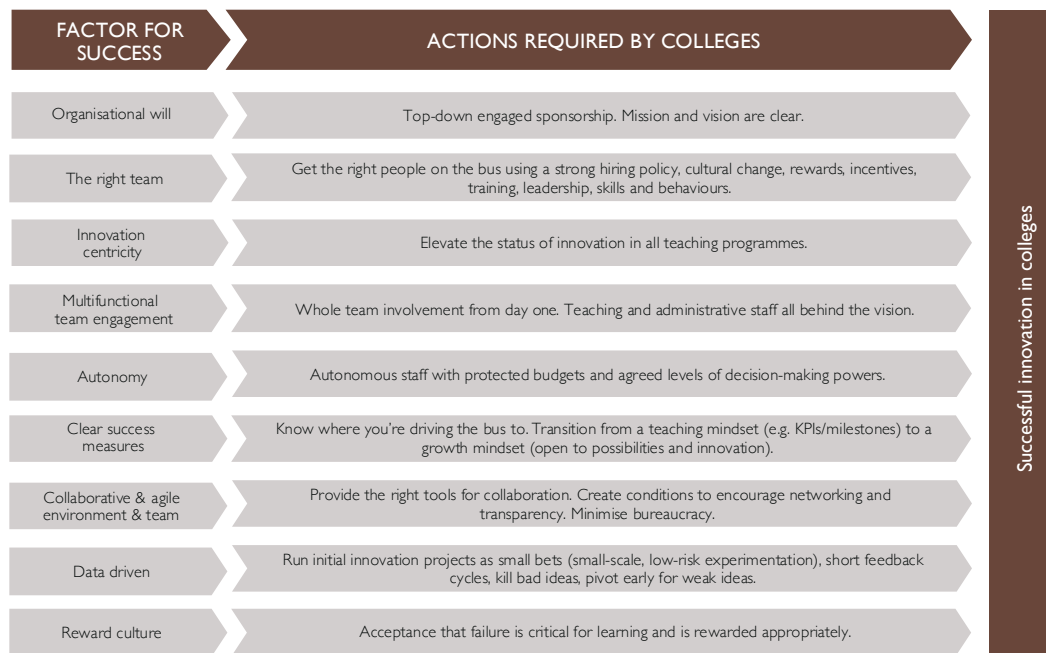 FACTOR FOR
SUCCESS
ACTIONS REQUIRED BY COLLEGES
Organisational will
Top-down engaged sponsorship. Mission and vision are clear.
The right team
Get the right people on the bus using a strong hiring policy, cultural change, rewards, incentives,
training, leadership, skills and behaviours.
Innovation
centricity
Elevate the status of innovation in all teaching programmes.
Multifunctional
team engagement
Whole team involvement from day one. Teaching and administrative staff all behind the vision.
Autonomy
Autonomous staff with protected budgets and agreed levels of decision-making powers.
Clear success
measures
Know where you're driving the bus to. Transition from a teaching mindset (e.g. KPIs/milestones) to a
growth mindset (open to possibilities and innovation).
Collaborative & agile
environment & team
Provide the right tools for collaboration. Create conditions to encourage networking and
transparency. Minimise bureaucracy.
Data driven
Run initial innovation projects as small bets (small-scale, low-risk experimentation), short feedback
cycles, kill bad ideas, pivot early for weak ideas.
Reward culture
Acceptance that failure is critical for learning and is rewarded appropriately.
Successful innovation in colleges